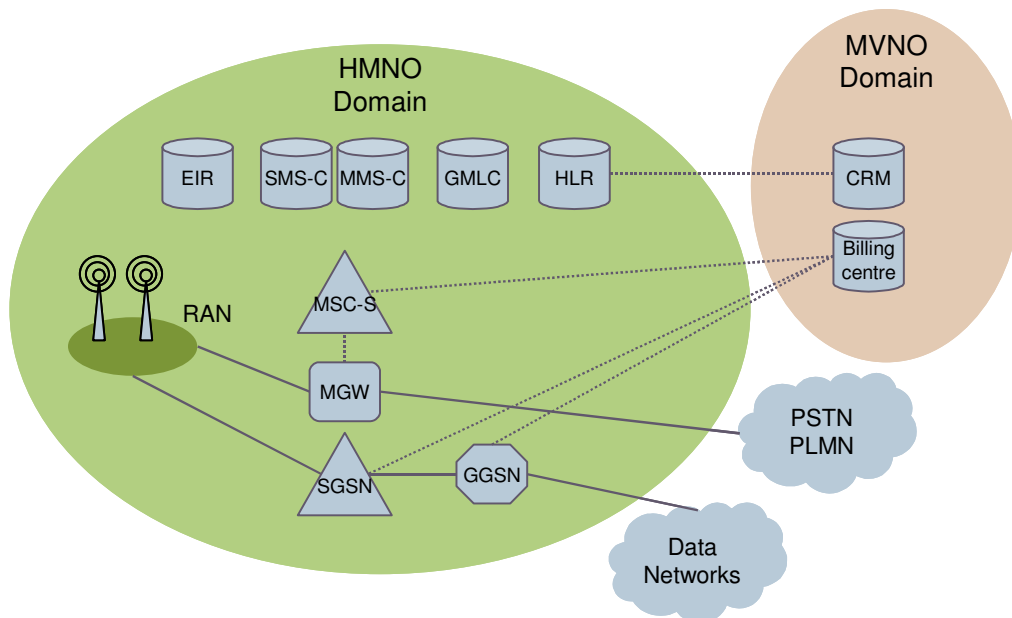 HMNO
Domain
MVNO
Domain
EIR
SMS-C
MMS-C
GMLC
HLR
CRM
Billing
centre
MSC-S
RAN
MGW
PSTN
PLMN
SGSN
GGSN
Data
Networks